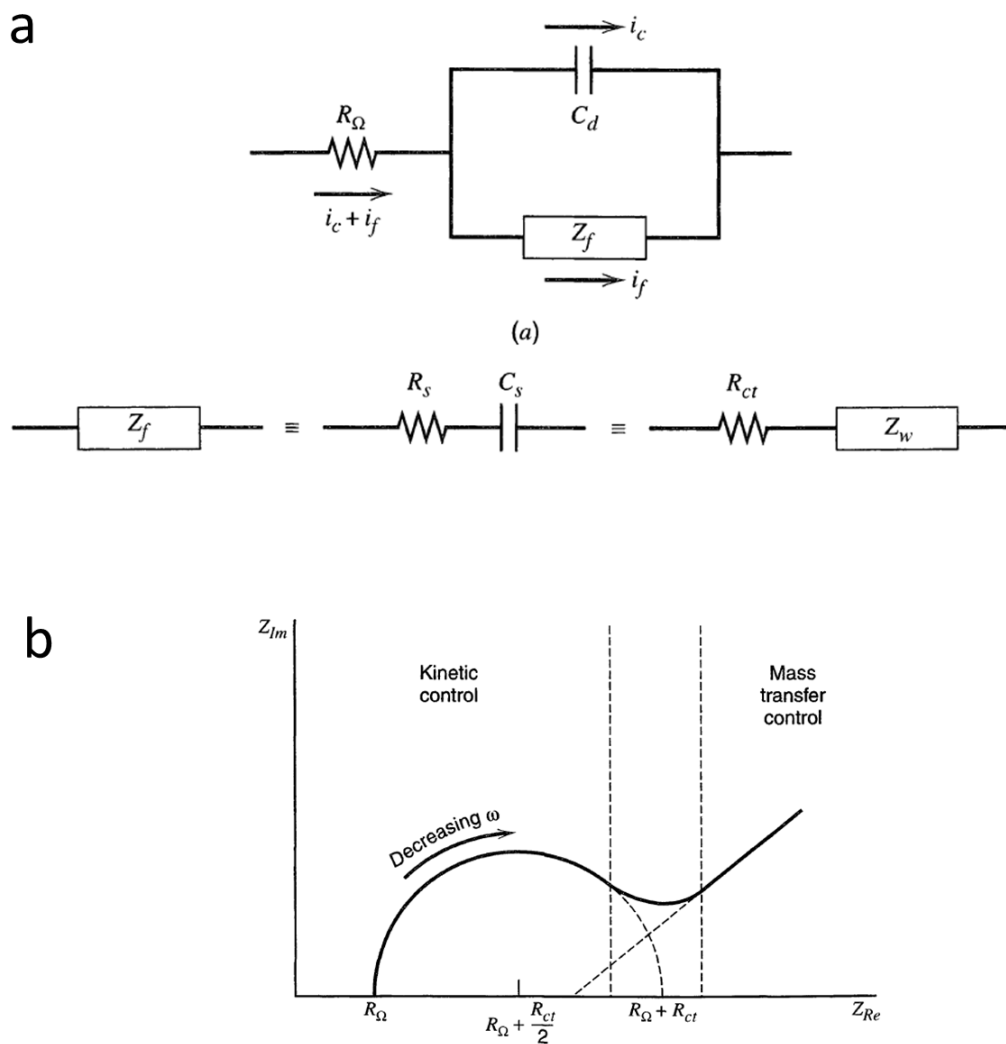 a
i_c
C_d
R_Ω
i_c + i_f
Z_f
i_f
(a)
Z_f ≡ R_s C_s ≡ R_ct Z_w
b
Z_Im
Kinetic
control
Mass
transfer
control
Decreasing ω
R_Ω
R_Ω + R_ct/2
R_Ω + R_ct
Z_Re